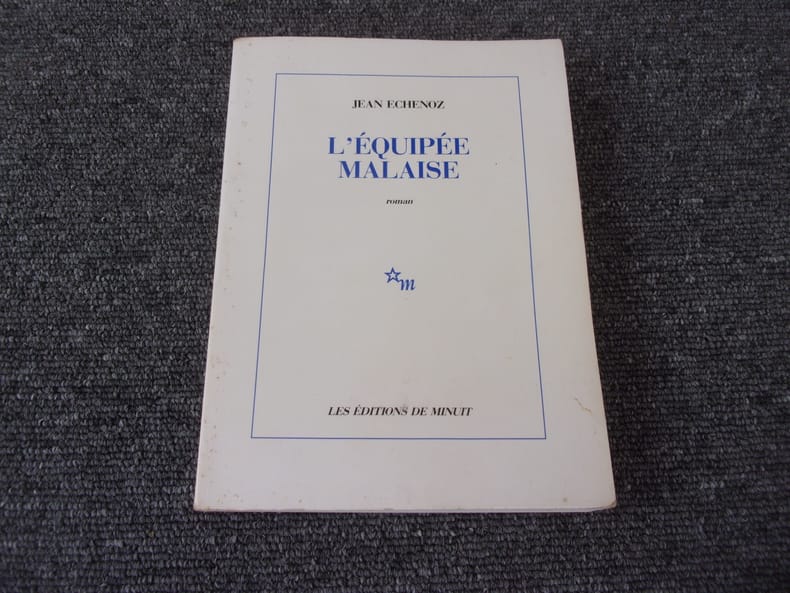 JEAN ECHENOZ
L'ÉQUIPÉE
MALAISE
roman
m
LES ÉDITIONS DE MINUIT